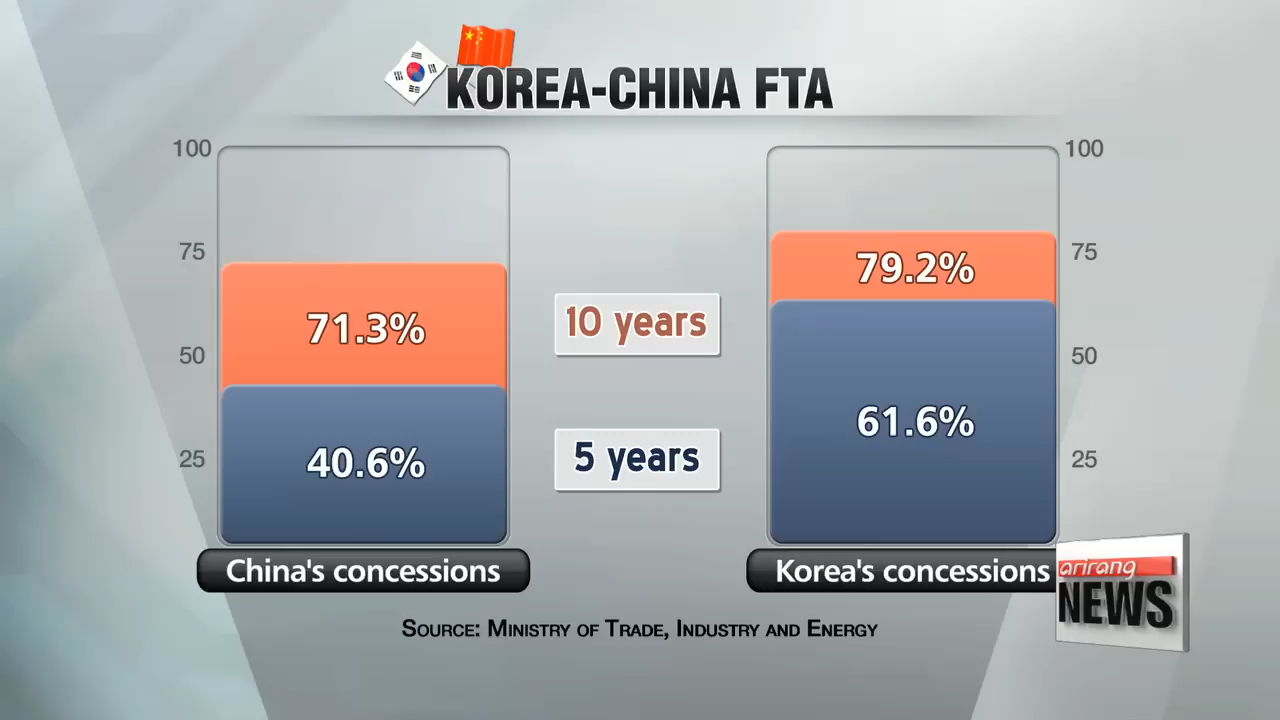 KOREA-CHINA FTA
100
75
50
25
71.3%
40.6%
10 years
5 years
79.2%
61.6%
100
75
50
25
China's concessions
Korea's concessions
arirang
NEWS
SOURCE: MINISTRY OF TRADE, INDUSTRY AND ENERGY